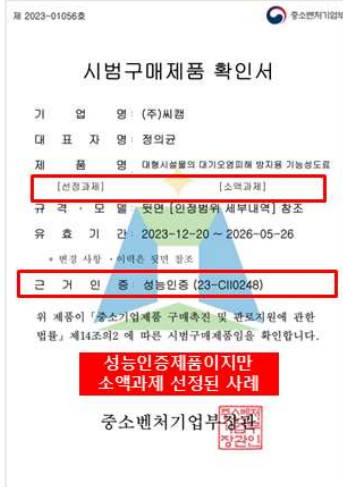 제 2023-01056호
중소벤처기업부
시범구매제품 확인서
기 업 명 : (주)씨캠
대 표 자 명 : 정의균
제 품 명 대형시설물의 대기오염피해 방지용 기능성도료
[선정과제] [소액과제]
규 격 · 모 델 : 뒷면 [인정범위 세부내역] 참조
유 효 기 간 : 2023-12-20 ~ 2026-05-26
* 변경 사항 · 이력은 뒷면 참조
근 거 인 증 : 성능인증 (23-CII0248)
위 제품이 「중소기업제품 구매촉진 및 판로지원에 관한
법률」 제14조의2 에 따른 시범구매제품임을 확인합니다.
성능인증제품이지만
소액과제 선정된 사례
중소벤처기업부장관